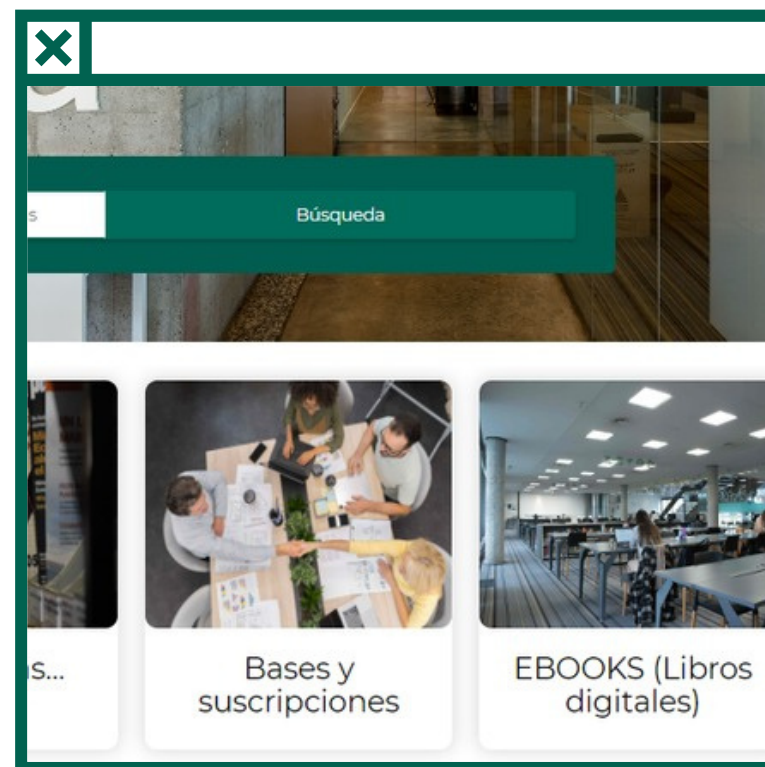 Búsqueda
s...
Bases y
suscripciones
EBOOKS (Libros
digitales)